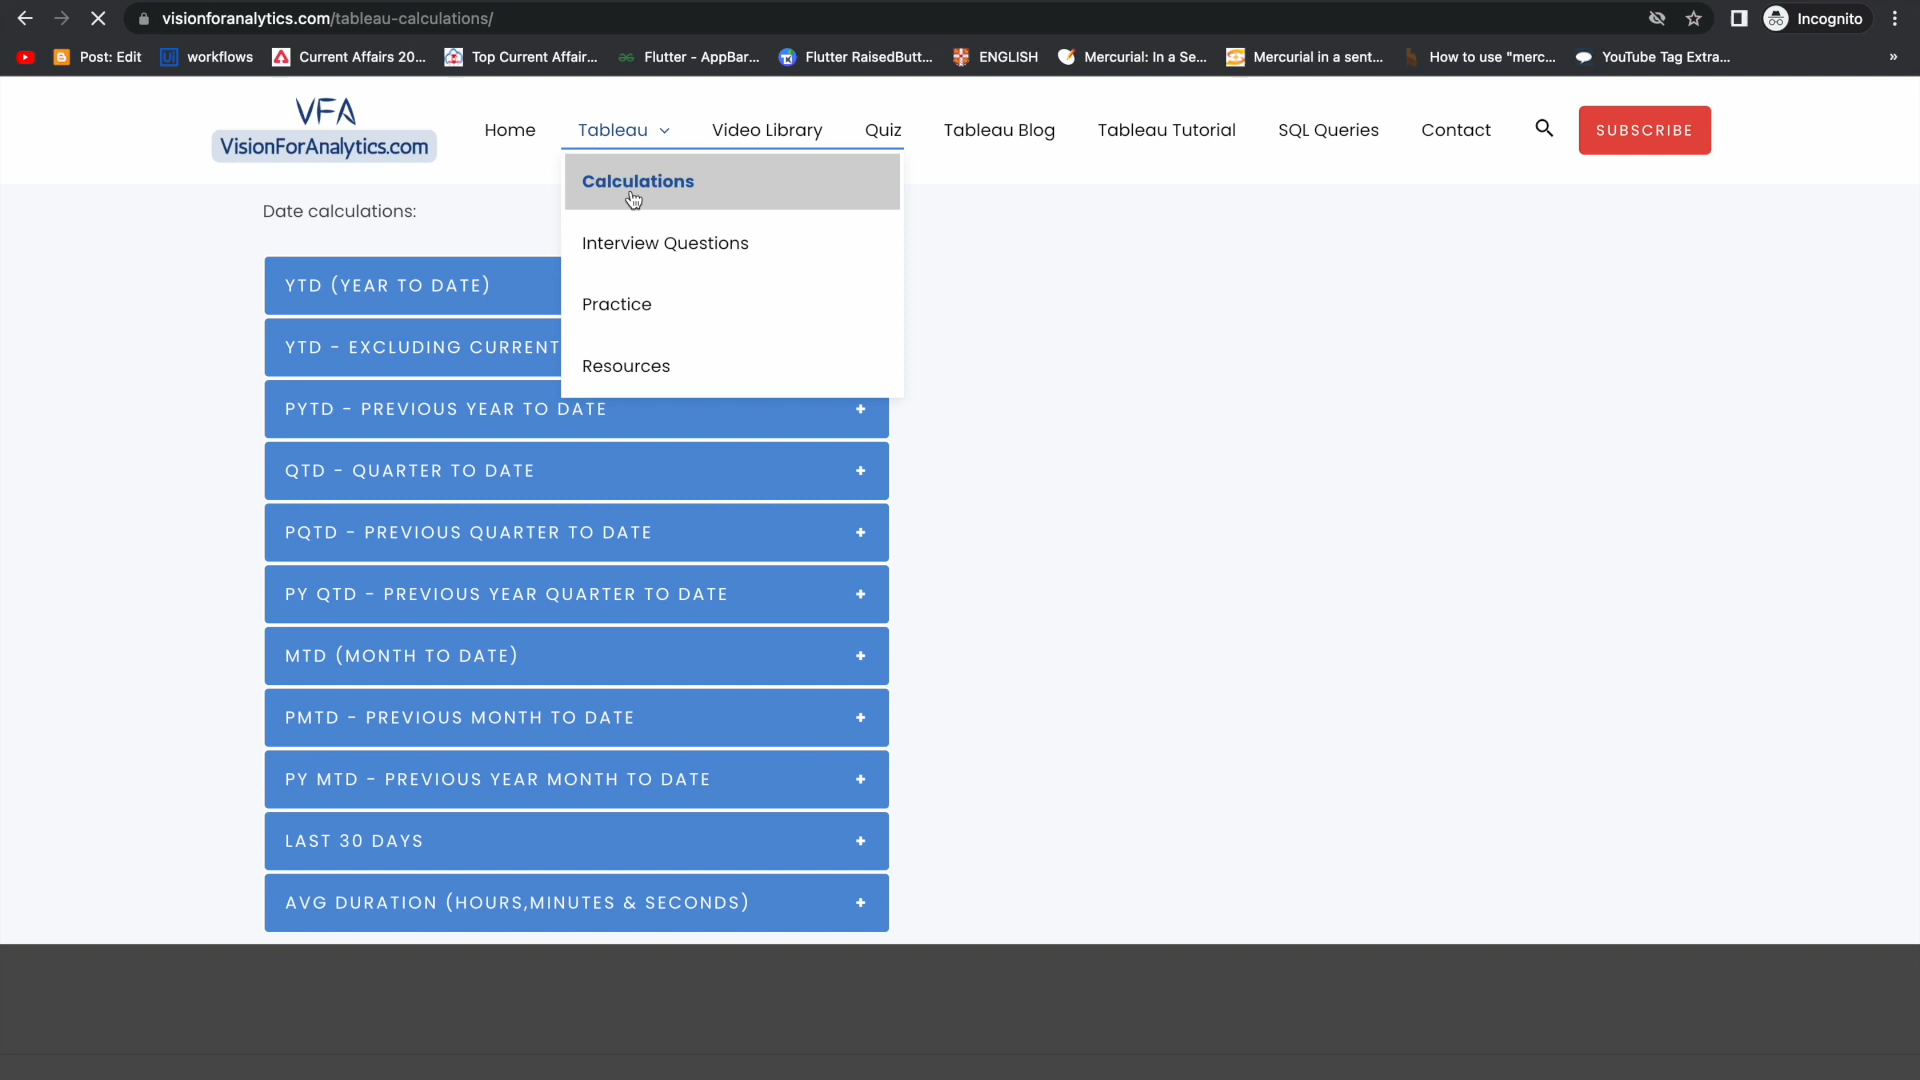 visionforanalytics.com/tableau-calculations/
Incognito
Post: Edit
workflows
Current Affairs 20...
Top Current Affair...
Flutter - AppBar...
Flutter RaisedButt...
ENGLISH
Mercurial: In a Se...
Mercurial in a sent...
How to use "merc...
YouTube Tag Extra...
»
VFA
VisionForAnalytics.com
Home
Tableau
Video Library
Quiz
Tableau Blog
Tableau Tutorial
SQL Queries
Contact
SUBSCRIBE
Calculations
Interview Questions
Practice
Resources
Date calculations:
YTD (YEAR TO DATE)
YTD - EXCLUDING CURRENT
PYTD - PREVIOUS YEAR TO DATE +
QTD - QUARTER TO DATE +
PQTD - PREVIOUS QUARTER TO DATE +
PY QTD - PREVIOUS YEAR QUARTER TO DATE +
MTD (MONTH TO DATE) +
PMTD - PREVIOUS MONTH TO DATE +
PY MTD - PREVIOUS YEAR MONTH TO DATE +
LAST 30 DAYS +
AVG DURATION (HOURS,MINUTES & SECONDS) +